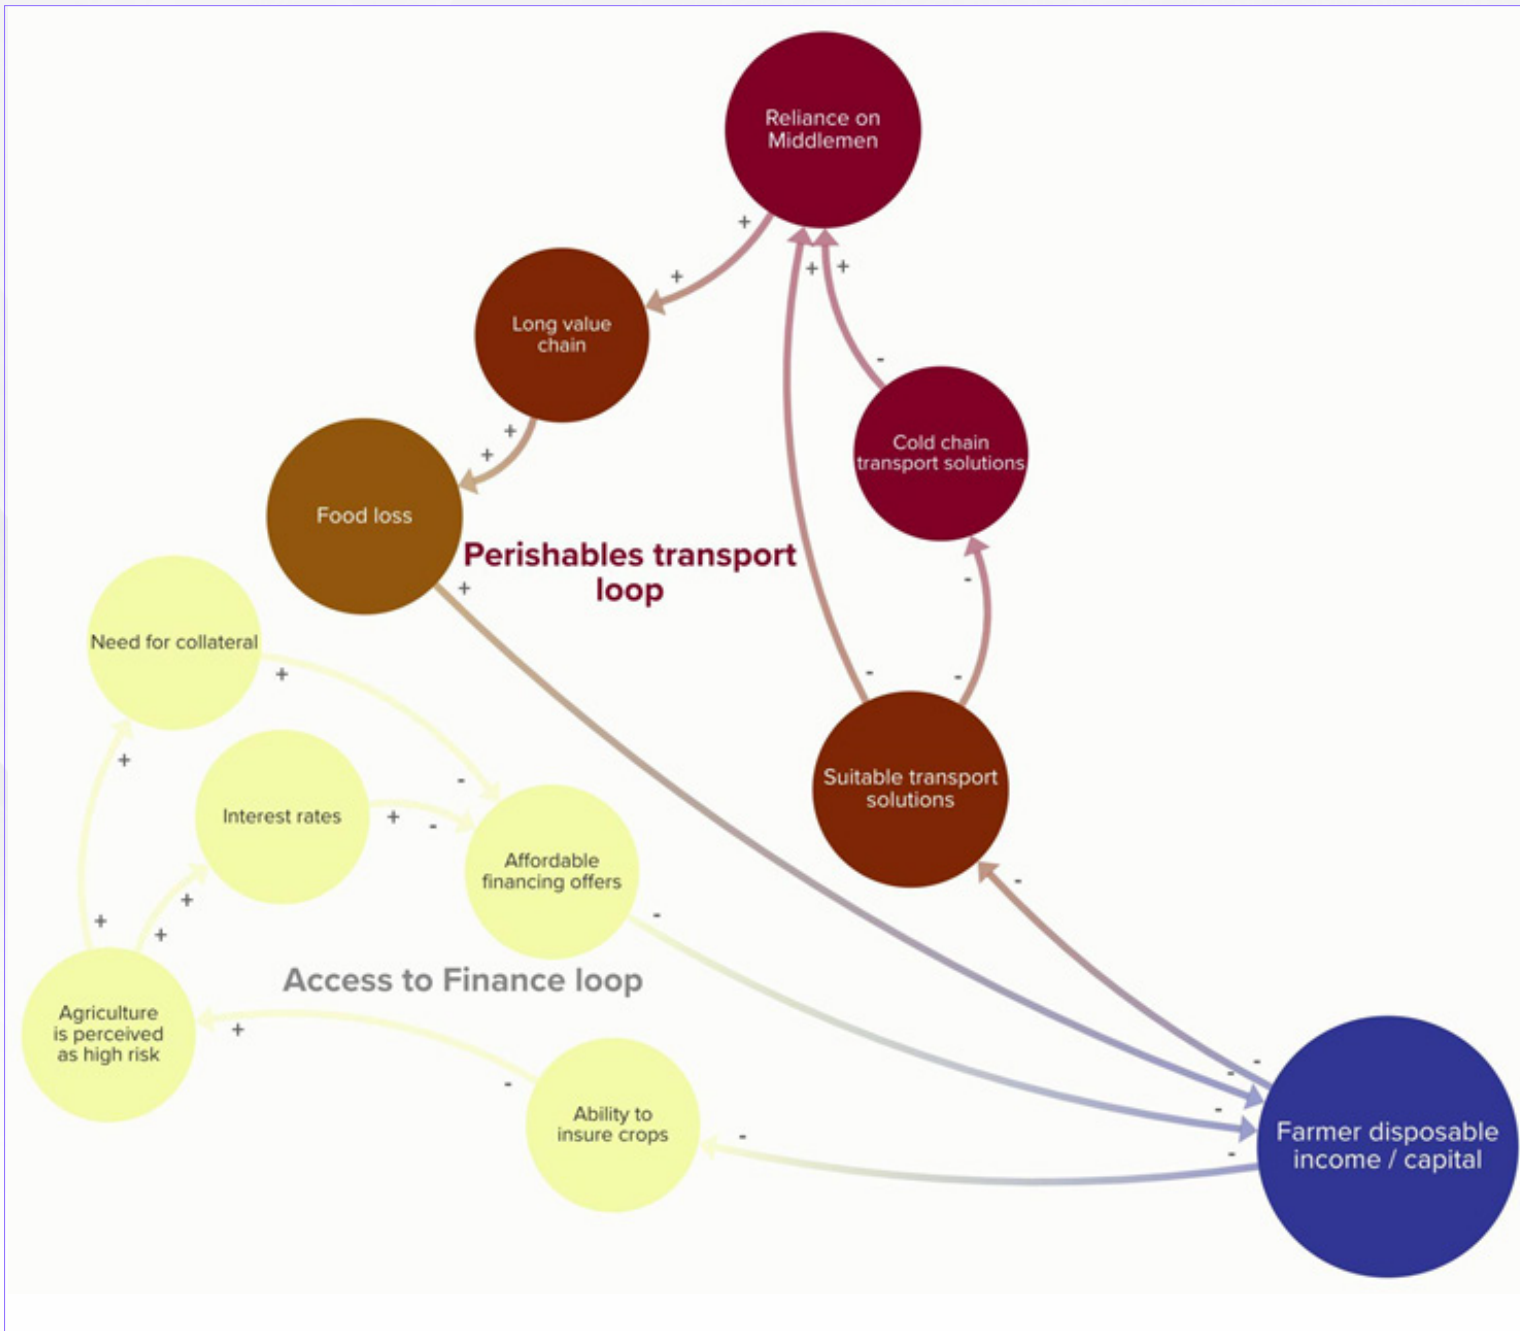 Reliance on
Middlemen
+
+
+
+
Long value
chain
-
+
+
Cold chain
transport solutions
Food loss
Perishables transport
loop
+
-
Need for collateral
+
-
-
+
-
Suitable transport
solutions
Interest rates
+
-
Affordable
financing offers
-
+
+
+
-
Access to Finance loop
Agriculture
is perceived
as high risk
+
-
-
-
-
Ability to
insure crops
-
-
Farmer disposable
income / capital